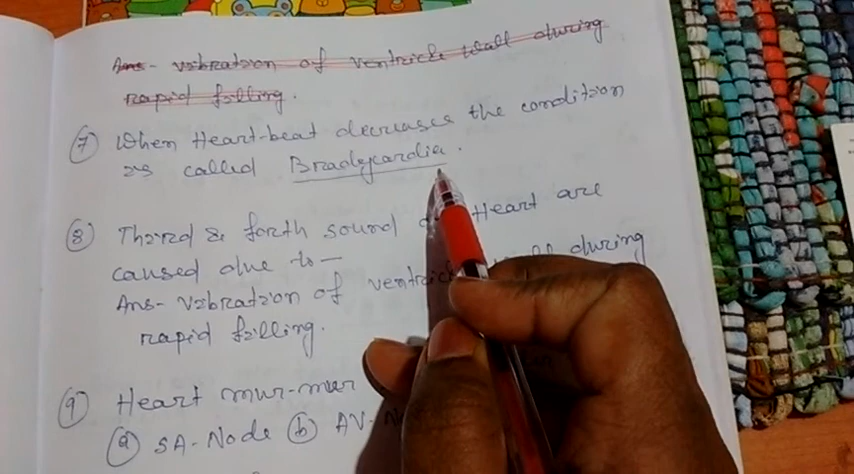 Ans- vibration of ventricle wall during
rapid filling.
7 When Heart-beat decreases the condition
is called Bradycardia.
8 Third & forth sound Heart are
caused due to —
Ans- vibration of ventricle during
rapid filling.
9 Heart mur-mur
a SA-Node b AV-